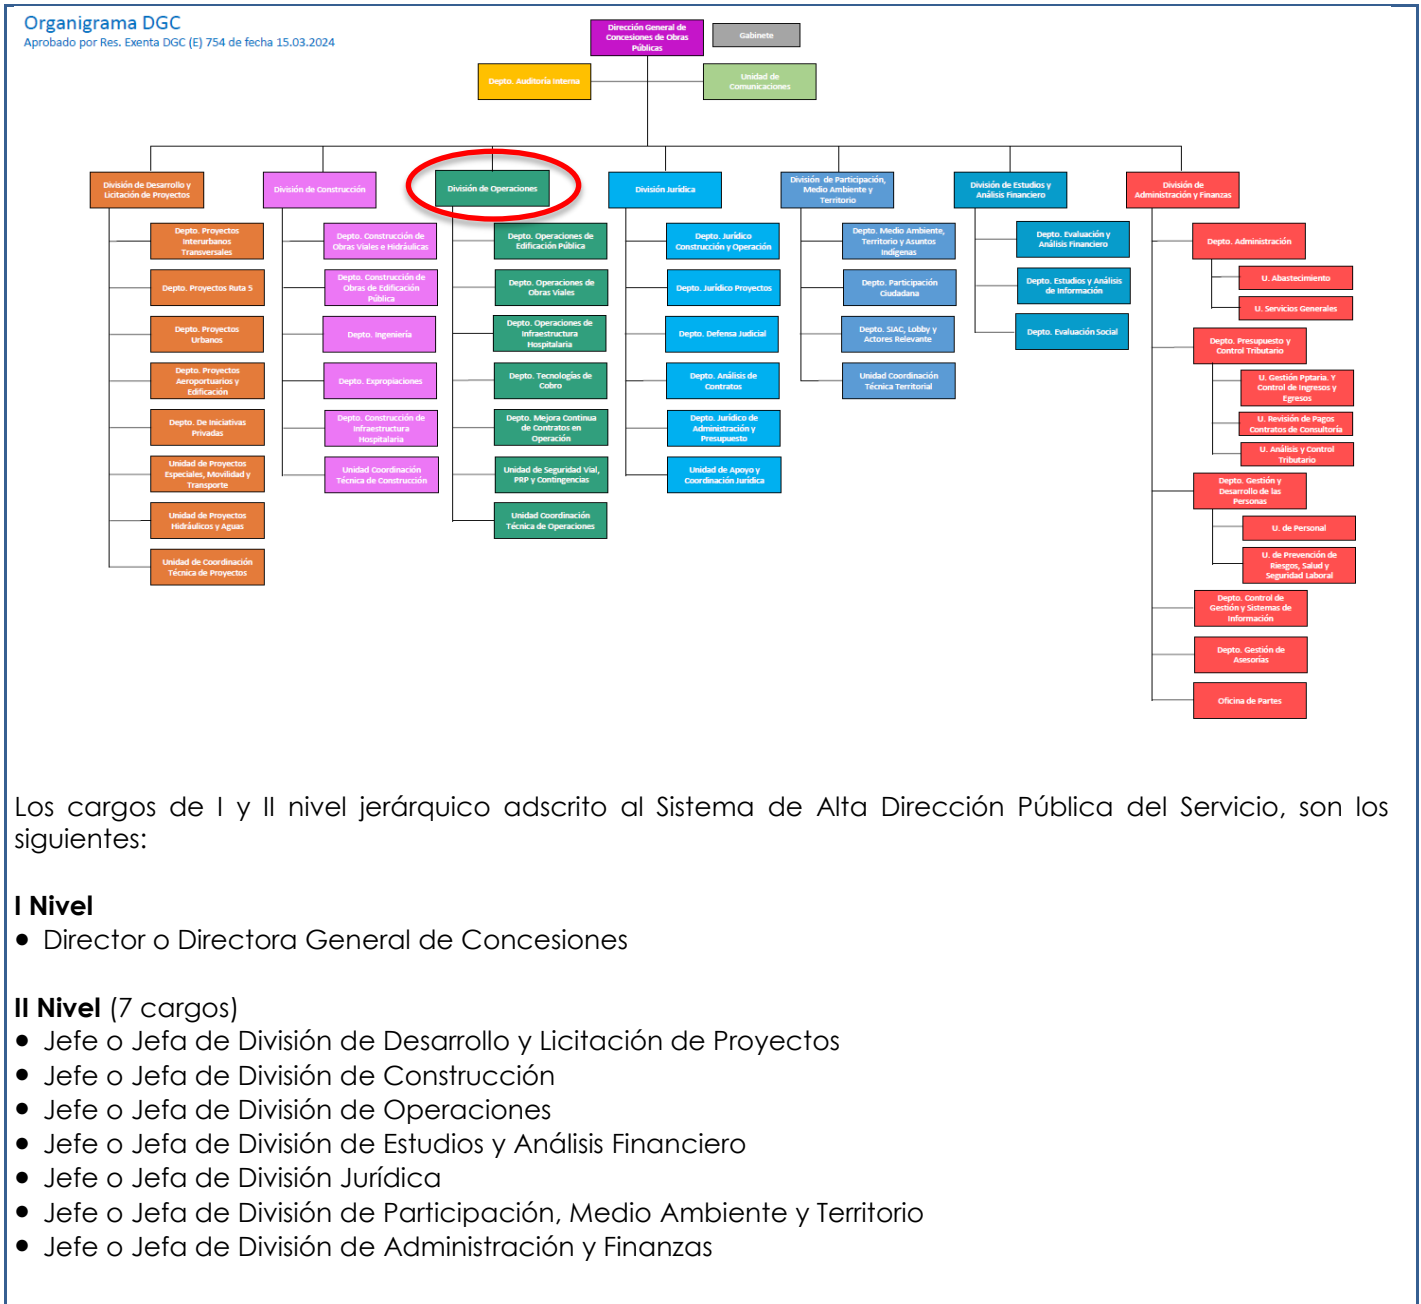 Organigrama DGC
Aprobado por Res. Exenta DGC (E) 754 de fecha 15.03.2024
Dirección General de
Concesiones de Obras
Públicas
Gabinete
Depto. Auditoría Interna
Unidad de
Comunicaciones
División de Desarrollo y
Licitación de Proyectos
División de Construcción
División de Operaciones
División Jurídica
División de Participación,
Medio Ambiente y
Territorio
División de Estudios y
Análisis Financiero
División de
Administración y Finanzas
Depto. Proyectos
Interurbanos
Transversales
Depto. Proyectos Ruta 5
Depto. Proyectos
Urbanos
Depto. Proyectos
Aeroportuarios y
Edificación
Depto. De Iniciativas
Privadas
Unidad de Proyectos
Especiales, Movilidad y
Transporte
Unidad de Proyectos
Hidráulicos y Aguas
Unidad de Coordinación
Técnica de Proyectos
Depto. Construcción de
Obras Viales e Hidráulicas
Depto. Construcción de
Obras de Edificación
Pública
Depto. Ingeniería
Depto. Expropiaciones
Depto. Construcción de
Infraestructura
Hospitalaria
Unidad Coordinación
Técnica de Construcción
Depto. Operaciones de
Edificación Pública
Depto. Operaciones de
Obras Viales
Depto. Operaciones de
Infraestructura
Hospitalaria
Depto. Tecnologías de
Cobro
Depto. Mejora Continua
de Contratos en
Operación
Unidad de Seguridad Vial,
PRP y Contingencias
Unidad Coordinación
Técnica de Operaciones
Depto. Jurídico
Construcción y Operación
Depto. Jurídico Proyectos
Depto. Defensa Judicial
Depto. Análisis de
Contratos
Depto. Jurídico de
Administración y
Presupuesto
Unidad de Apoyo y
Coordinación Jurídica
Depto. Medio Ambiente,
Territorio y Asuntos
Indígenas
Depto. Participación
Ciudadana
Depto. SIAC, Lobby y
Actores Relevante
Unidad Coordinación
Técnica Territorial
Depto. Evaluación y
Análisis Financiero
Depto. Estudios y Análisis
de Información
Depto. Evaluación Social
Depto. Administración
U. Abastecimiento
U. Servicios Generales
Depto. Presupuesto y
Control Tributario
U. Gestión Pptaria. Y
Control de Ingresos y
Egresos
U. Revisión de Pagos
Contratos de Consultoría
U. Análisis y Control
Tributario
Depto. Gestión y
Desarrollo de las
Personas
U. de Personal
U. de Prevención de
Riesgos, Salud y
Seguridad Laboral
Depto. Control de
Gestión y Sistemas de
Información
Depto. Gestión de
Asesorías
Oficina de Partes
Los cargos de I y II nivel jerárquico adscrito al Sistema de Alta Dirección Pública del Servicio, son los
siguientes:
I Nivel
● Director o Directora General de Concesiones
II Nivel (7 cargos)
● Jefe o Jefa de División de Desarrollo y Licitación de Proyectos
● Jefe o Jefa de División de Construcción
● Jefe o Jefa de División de Operaciones
● Jefe o Jefa de División de Estudios y Análisis Financiero
● Jefe o Jefa de División Jurídica
● Jefe o Jefa de División de Participación, Medio Ambiente y Territorio
● Jefe o Jefa de División de Administración y Finanzas